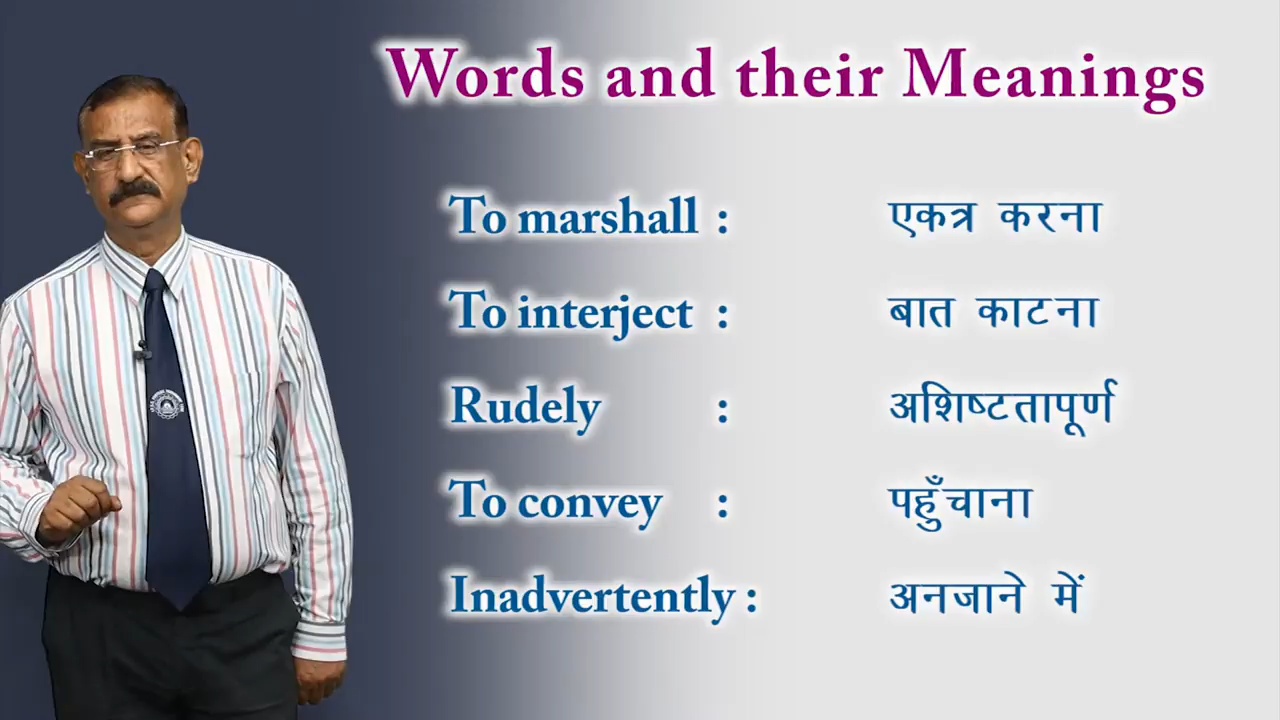 Words and their Meanings
To marshall : एकत्र करना
To interject : बात काटना
Rudely : अशिष्टतापूर्ण
To convey : पहुँचाना
Inadvertently : अनजाने में